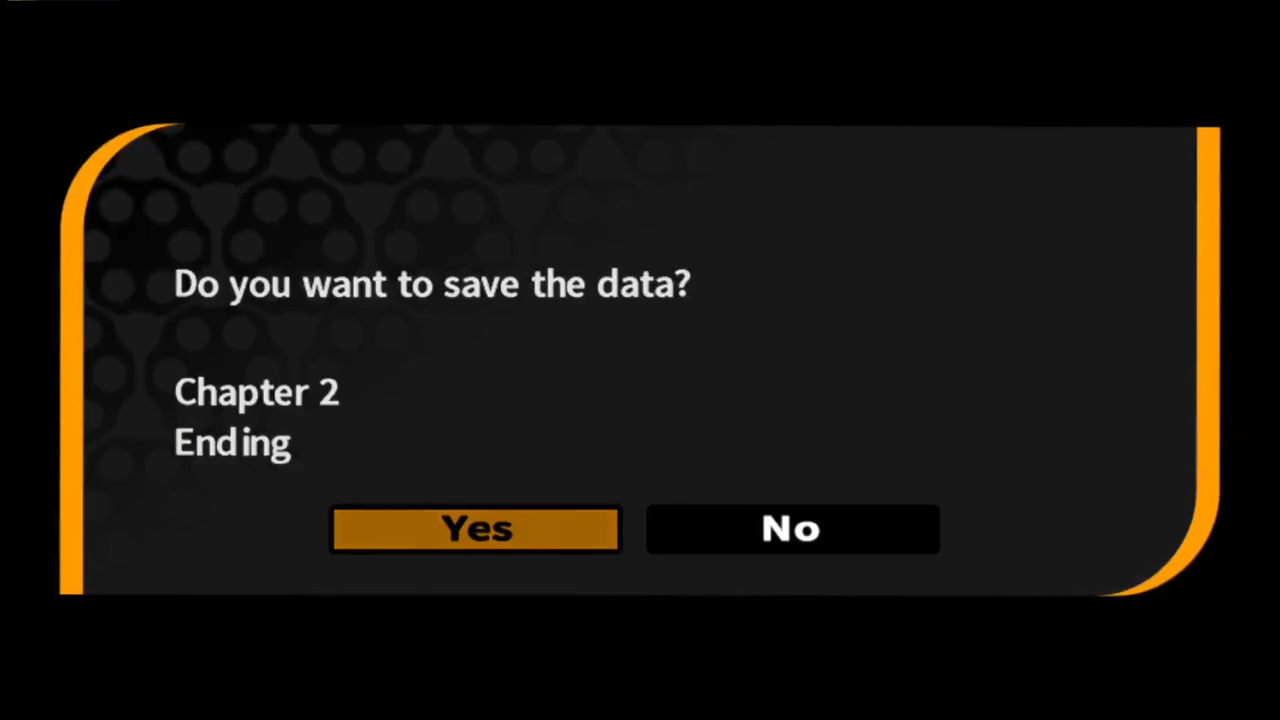 Do you want to save the data?
Chapter 2
Ending
Yes
No